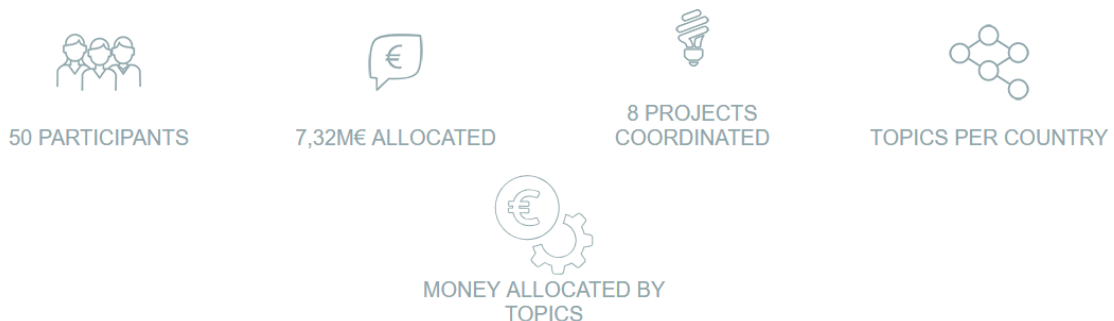 50 PARTICIPANTS
7,32M€ ALLOCATED
8 PROJECTS
COORDINATED
TOPICS PER COUNTRY
MONEY ALLOCATED BY
TOPICS